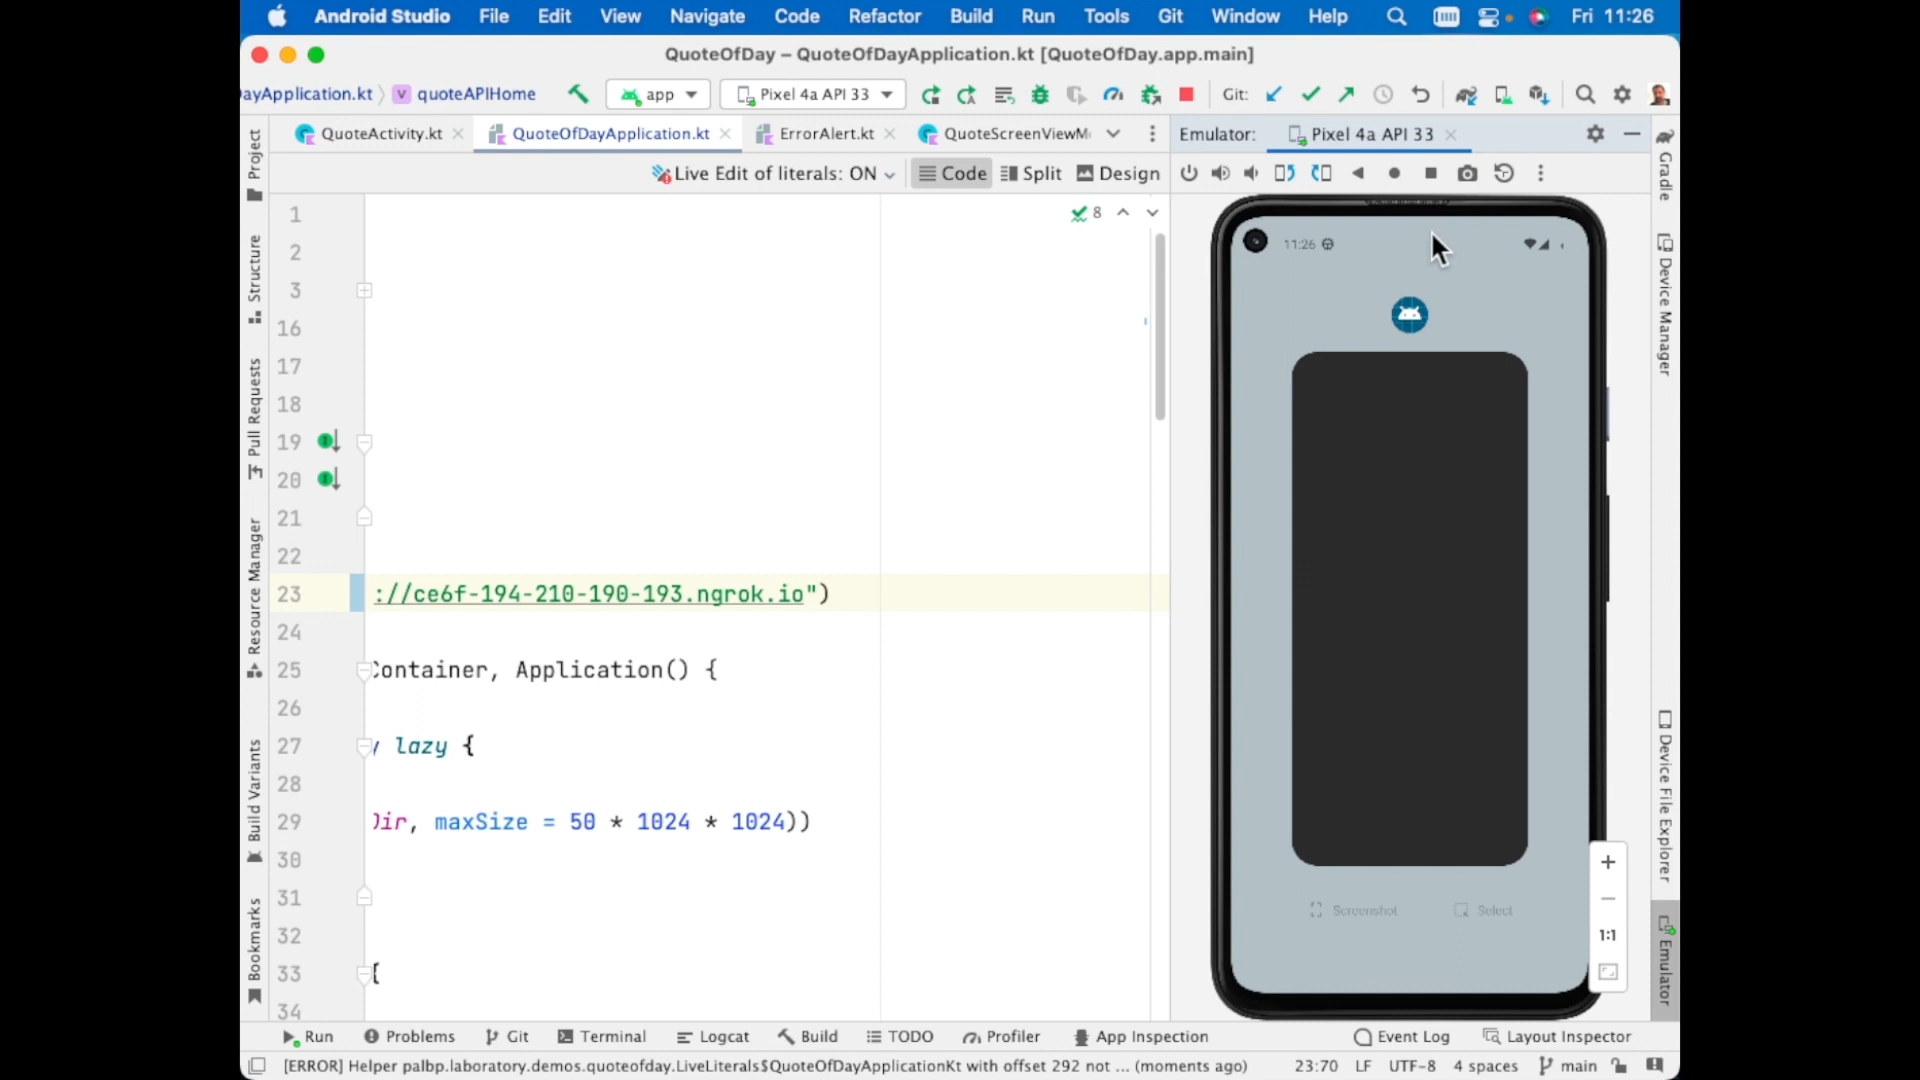 Android Studio File Edit View Navigate Code Refactor Build Run Tools Git Window Help Fri 11:26
QuoteOfDay – QuoteOfDayApplication.kt [QuoteOfDay.app.main]
ayApplication.kt quoteAPIHome app Pixel 4a API 33 Git:
QuoteActivity.kt QuoteOfDayApplication.kt ErrorAlert.kt QuoteScreenViewM Emulator: Pixel 4a API 33
Live Edit of literals: ON Code Split Design
Project
Structure
Pull Requests
Resource Manager
Build Variants
Bookmarks
8
1
2
3
16
17
18
19
20
21
22
23 ://ce6f-194-210-190-193.ngrok.io")
24
25 Container, Application() {
26
27 y lazy {
28
29 Dir, maxSize = 50 * 1024 * 1024))
30
31
32
33 {
34
11:26
Screenshot Select
1:1
Gradle
Device Manager
Device File Explorer
Emulator
Run Problems Git Terminal Logcat Build TODO Profiler App Inspection Event Log Layout Inspector
[ERROR] Helper palbp.laboratory.demos.quoteofday.LiveLiterals$QuoteOfDayApplicationKt with offset 292 not ... (moments ago) 23:70 LF UTF-8 4 spaces main